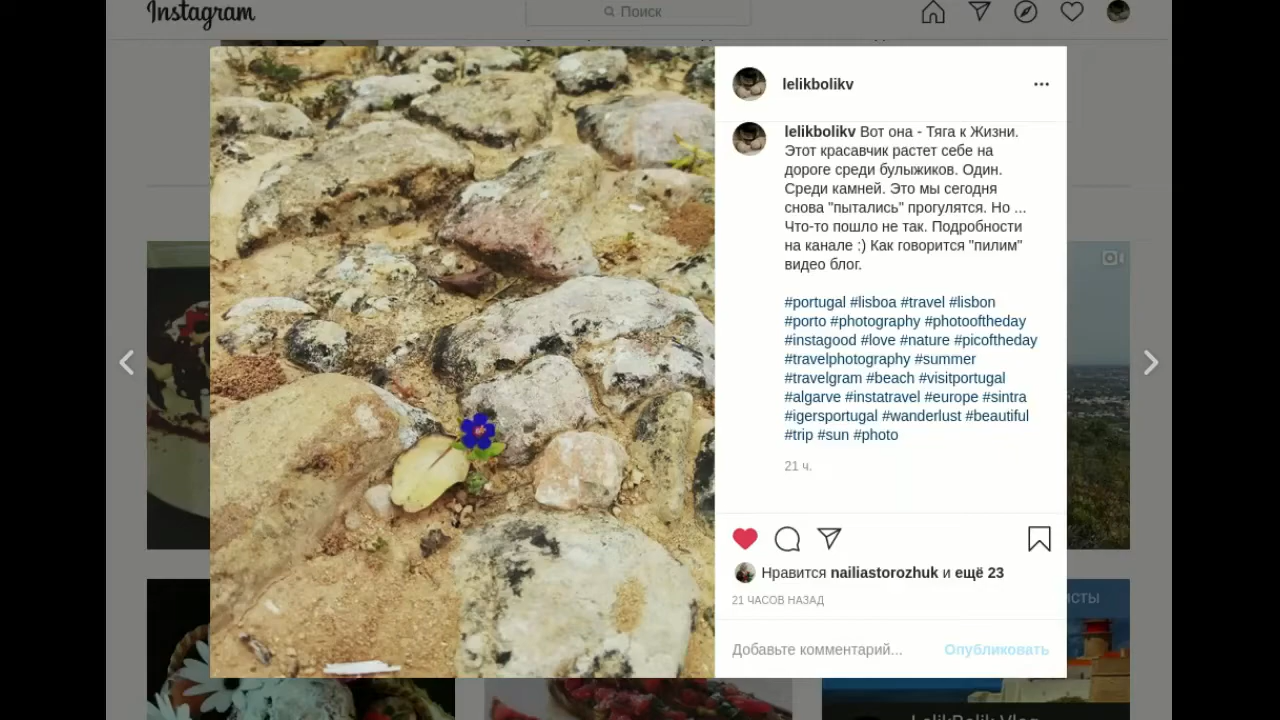 Instagram
Поиск
lelikbolikv
lelikbolikv Вот она - Тяга к Жизни.
Этот красавчик растет себе на
дороге среди булыжиков. Один.
Среди камней. Это мы сегодня
снова "пытались" прогулятся. Но ...
Что-то пошло не так. Подробности
на канале :) Как говорится "пилим"
видео блог.
#portugal #lisboa #travel #lisbon
#porto #photography #photooftheday
#instagood #love #nature #picoftheday
#travelphotography #summer
#travelgram #beach #visitportugal
#algarve #instatravel #europe #sintra
#igersportugal #wanderlust #beautiful
#trip #sun #photo
21 ч.
Нравится nailiastorozhuk и ещё 23
21 ЧАСОВ НАЗАД
Добавьте комментарий...
Опубликовать
LelikBolik Vlog